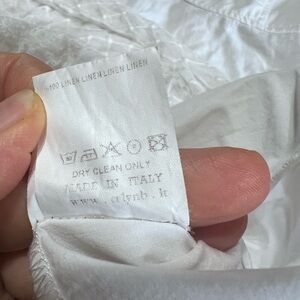 100 LINEN LINEN LINEN LINEN
DRY CLEAN ONLY
MADE IN ITALY